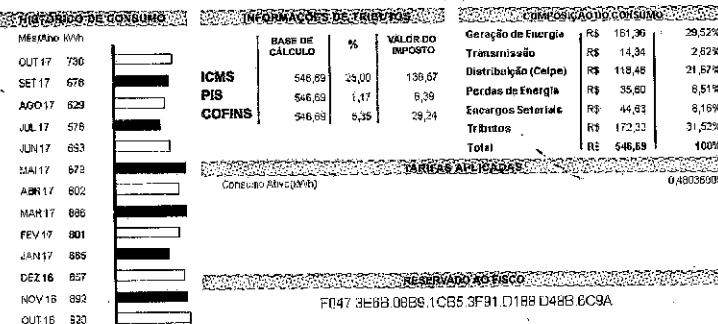 HISTÓRICO DE CONSUMO
Mês/Ano kWh
OUT 17 730
SET 17 678
AGO 17 629
JUL 17 576
JUN 17 693
MAI 17
ABR 17 802
MAR 17 886
FEV 17 801
JAN 17 885
DEZ 16 857
NOV 16 892
OUT 16 920
INFORMAÇÕES DE TRIBUTOS
BASE DE CÁLCULO % VALOR DO IMPOSTO
ICMS 546,69 25,00 136,67
PIS 546,69 1,17 6,39
COFINS 546,69 5,35 29,24
COMPOSIÇÃO DO CONSUMO
Geração de Energia R$ 161,36 29,52%
Transmissão R$ 14,34 2,62%
Distribuição (Celpe) R$ 118,46 21,67%
Perdas de Energia R$ 35,60 6,51%
Encargos Setoriais R$ 44,63 8,16%
Tributos R$ 172,33 31,52%
Total R$ 546,69 100%
TARIFAS APLICADAS
Consumo Ativo(kWh)
RESERVADO AO FISCO
F047.3E6B.08B9.1CB5.3F91.D188.D48B.6C9A